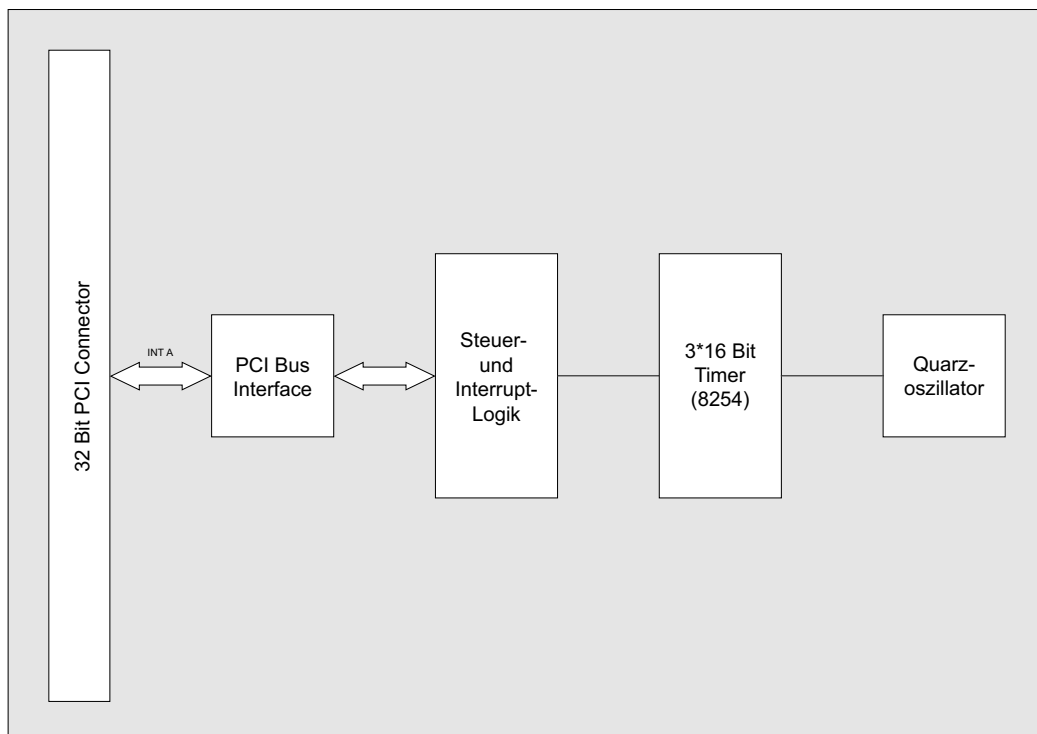 32 Bit PCI Connector
INT A
PCI Bus
Interface
Steuer-
und
Interrupt-
Logik
3*16 Bit
Timer
(8254)
Quarz-
oszillator